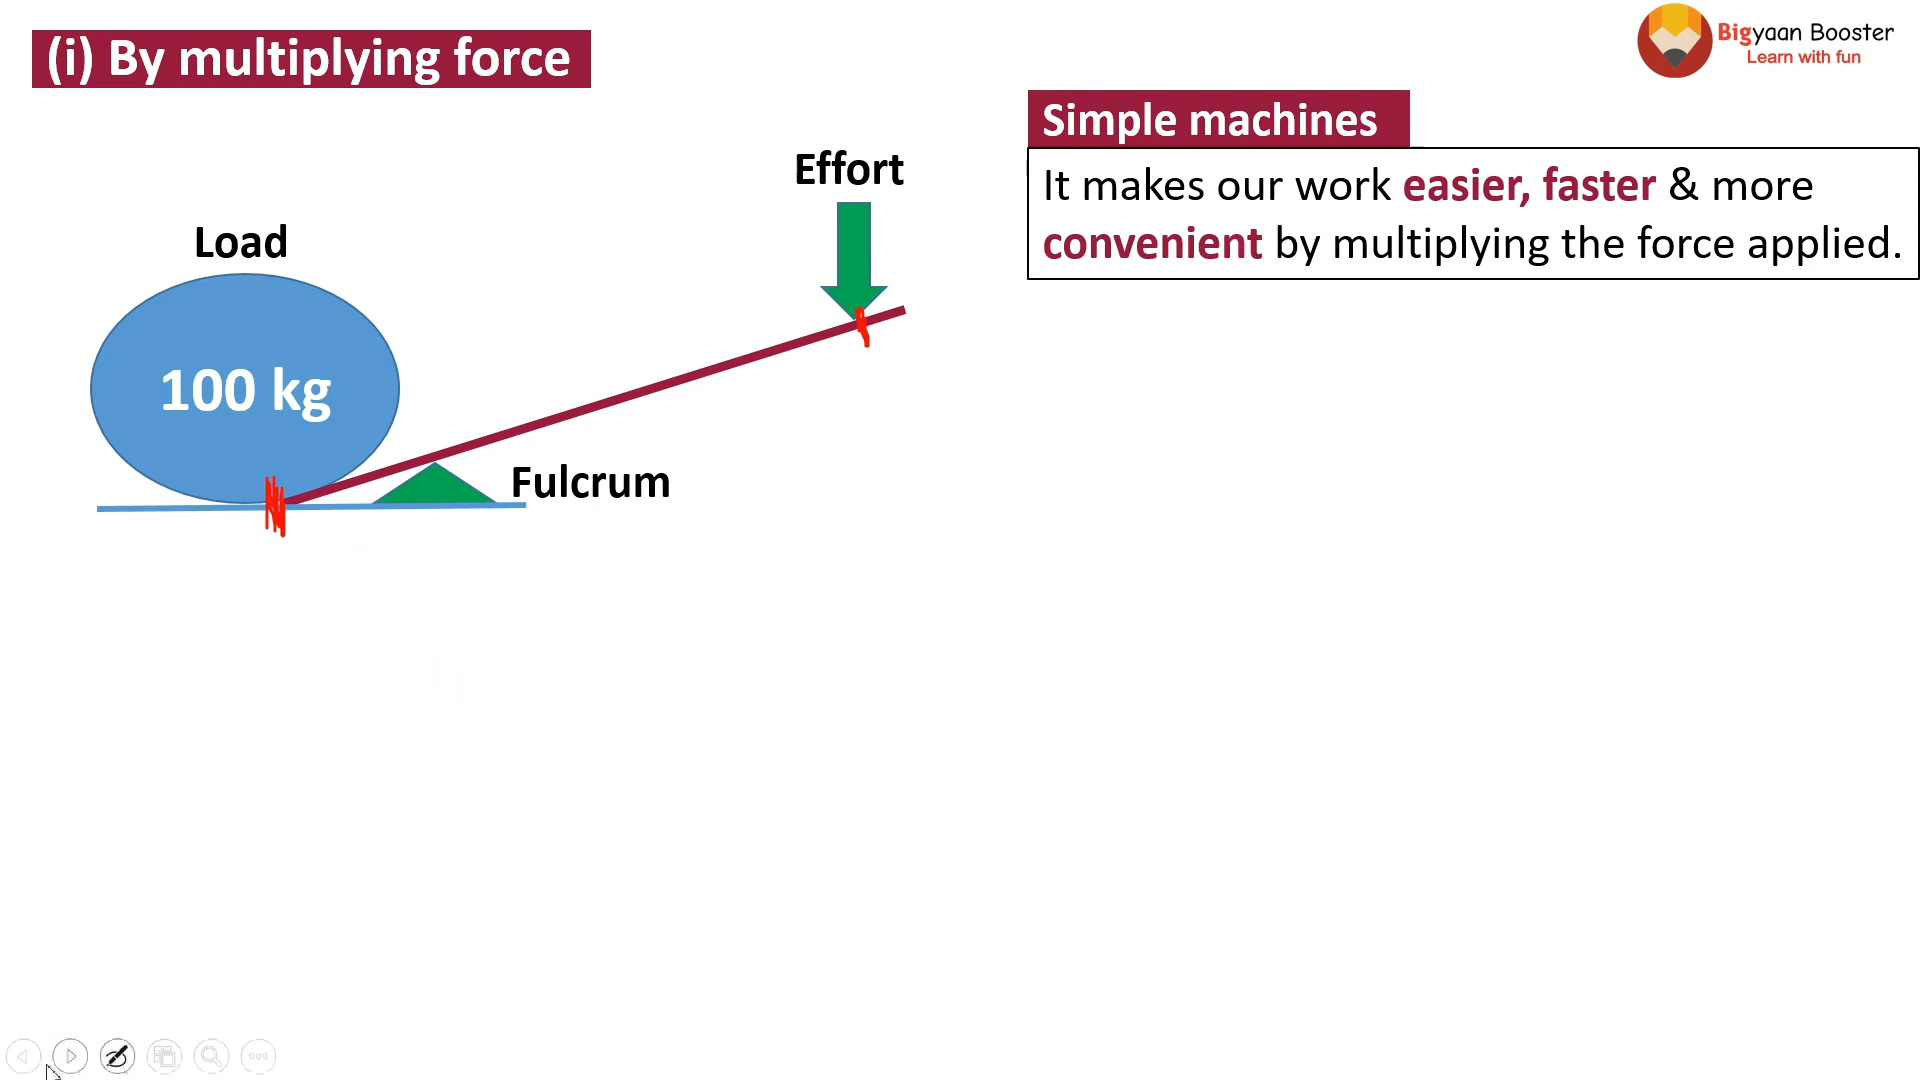 (i) By multiplying force
Bigyaan Booster
Learn with fun
Simple machines
It makes our work easier, faster & more
convenient by multiplying the force applied.
Effort
Load
100 kg
Fulcrum